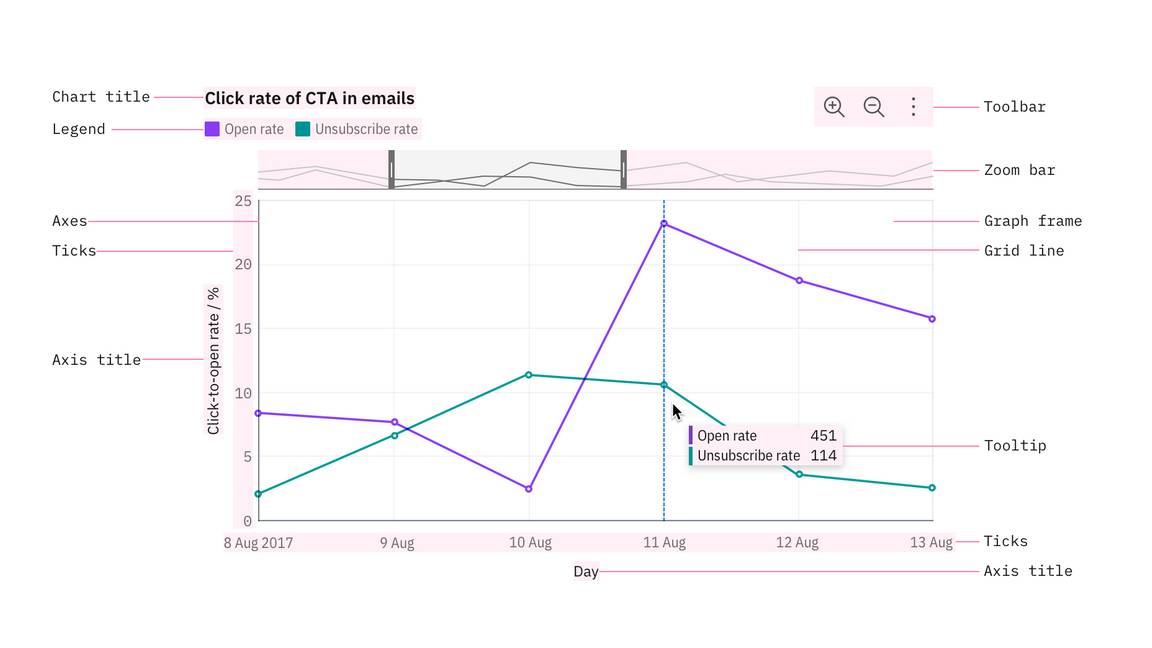 Chart title
Click rate of CTA in emails
Toolbar
Legend
Open rate
Unsubscribe rate
Zoom bar
25
Axes
Graph frame
Ticks
Grid line
20
15
Click-to-open rate / %
Axis title
10
Open rate 451
Unsubscribe rate 114
Tooltip
5
0
8 Aug 2017
9 Aug
10 Aug
11 Aug
12 Aug
13 Aug
Ticks
Day
Axis title